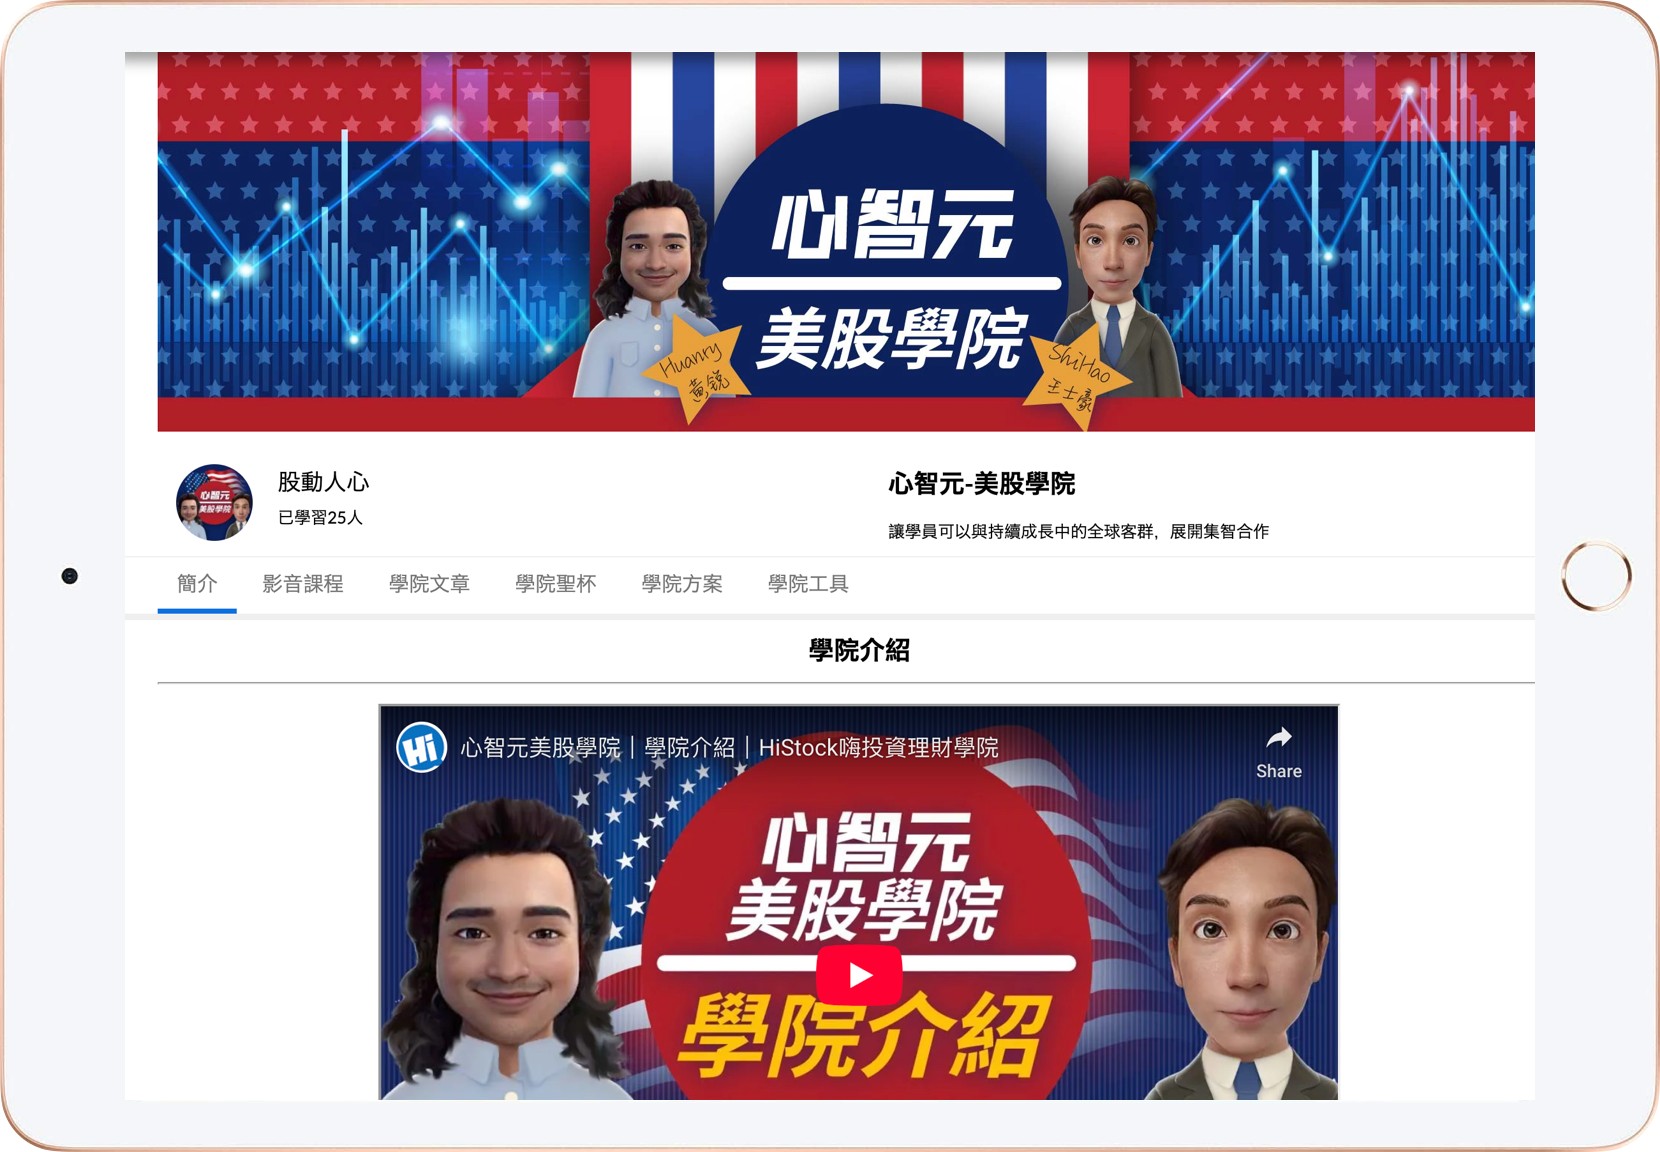 心智元
美股學院
Huanry
黃銳
ShiHao
王士豪
心智元
美股學院
股動人心
已學習25人
心智元-美股學院
讓學員可以與持續成長中的全球客群，展開集智合作
簡介 影音課程 學院文章 學院聖杯 學院方案 學院工具
學院介紹
Hi 心智元美股學院｜學院介紹｜HiStock嗨投資理財學院
Share
心智元
美股學院
學院介紹